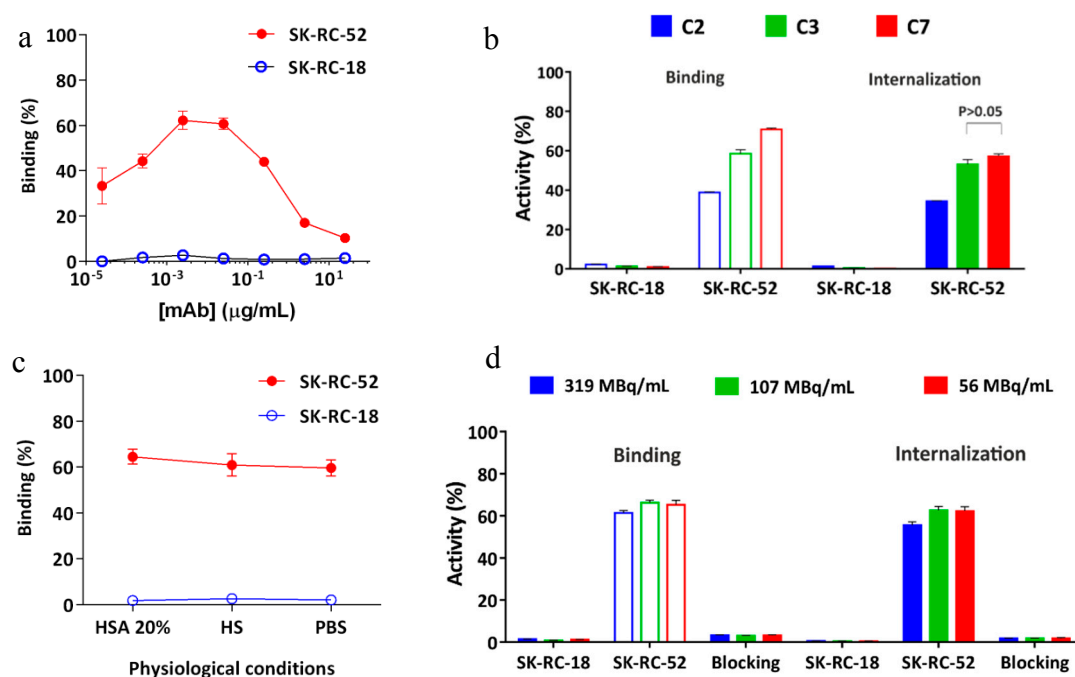 a
SK-RC-52
SK-RC-18
100
80
60
40
20
0
Binding (%)
10⁻⁵
10⁻³
10⁻¹
10¹
[mAb] (µg/mL)
b
C2
C3
C7
100
80
60
40
20
0
Activity (%)
Binding
Internalization
P>0.05
SK-RC-18
SK-RC-52
SK-RC-18
SK-RC-52
c
SK-RC-52
SK-RC-18
100
80
60
40
20
0
Binding (%)
HSA 20%
HS
PBS
Physiological conditions
d
319 MBq/mL
107 MBq/mL
56 MBq/mL
100
80
60
40
20
0
Activity (%)
Binding
Internalization
SK-RC-18
SK-RC-52
Blocking
SK-RC-18
SK-RC-52
Blocking